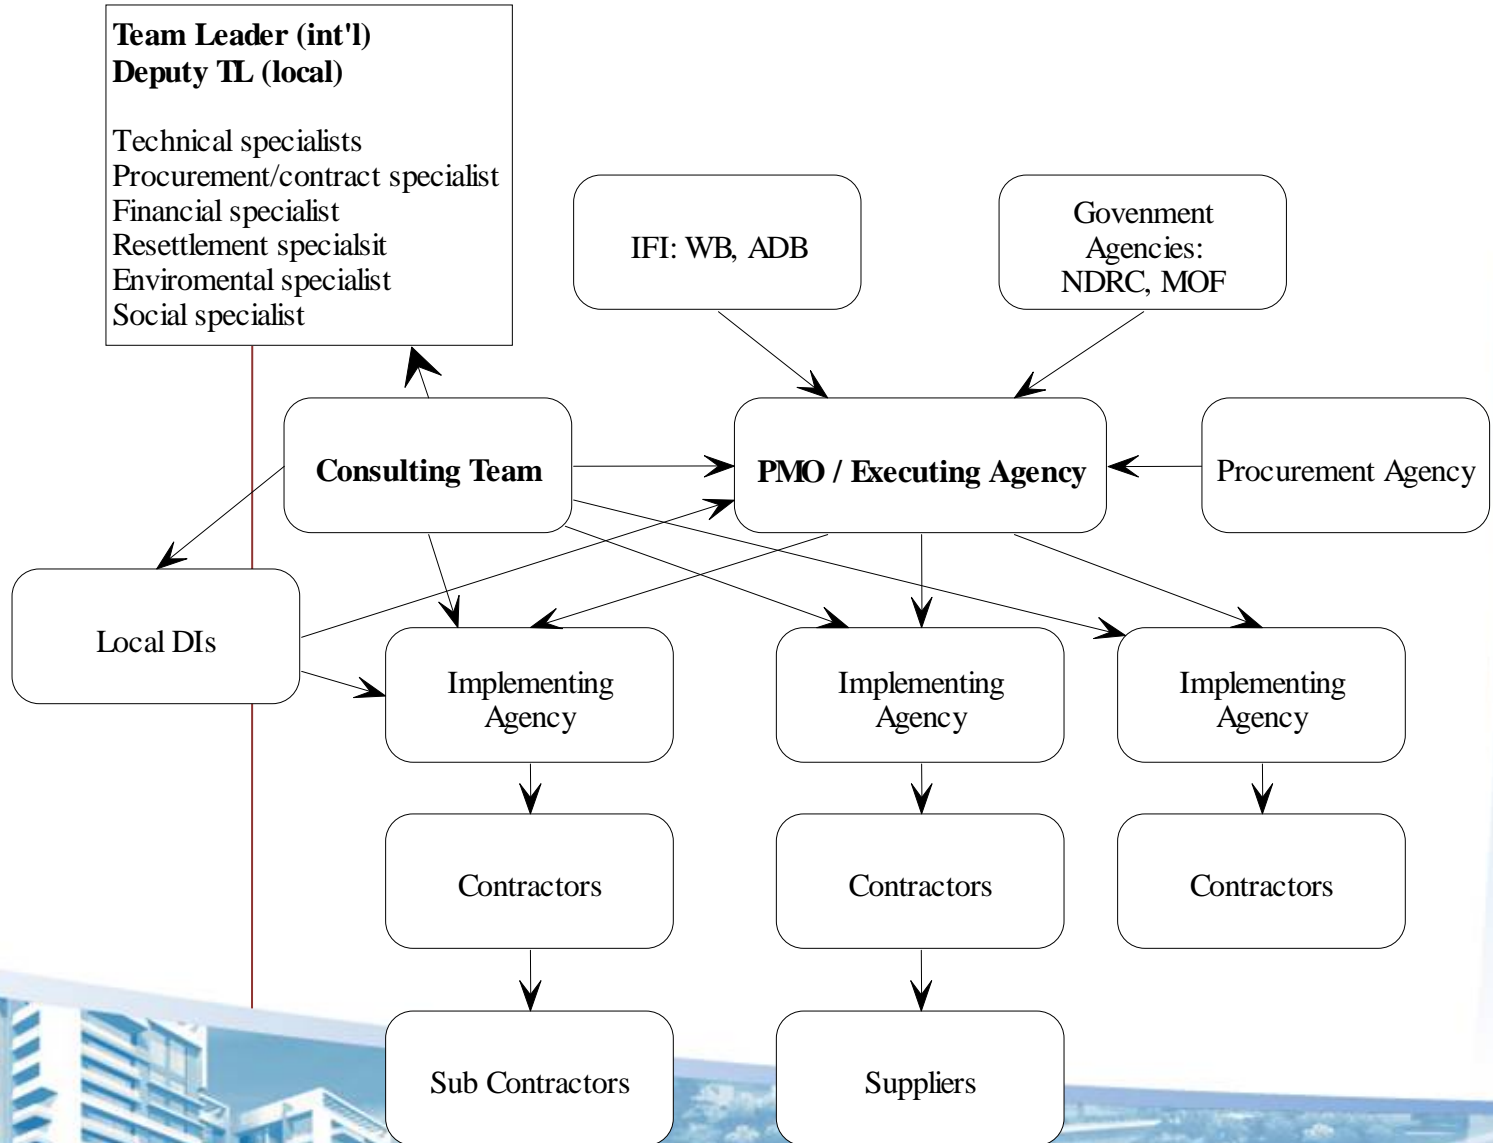 Team Leader (int'l)
Deputy TL (local)
Technical specialists
Procurement/contract specialist
Financial specialist
Resettlement specialsit
Enviromental specialist
Social specialist
IFI: WB, ADB
Govenment
Agencies:
NDRC, MOF
Consulting Team
PMO / Executing Agency
Procurement Agency
Local DIs
Implementing
Agency
Implementing
Agency
Implementing
Agency
Contractors
Contractors
Contractors
Sub Contractors
Suppliers